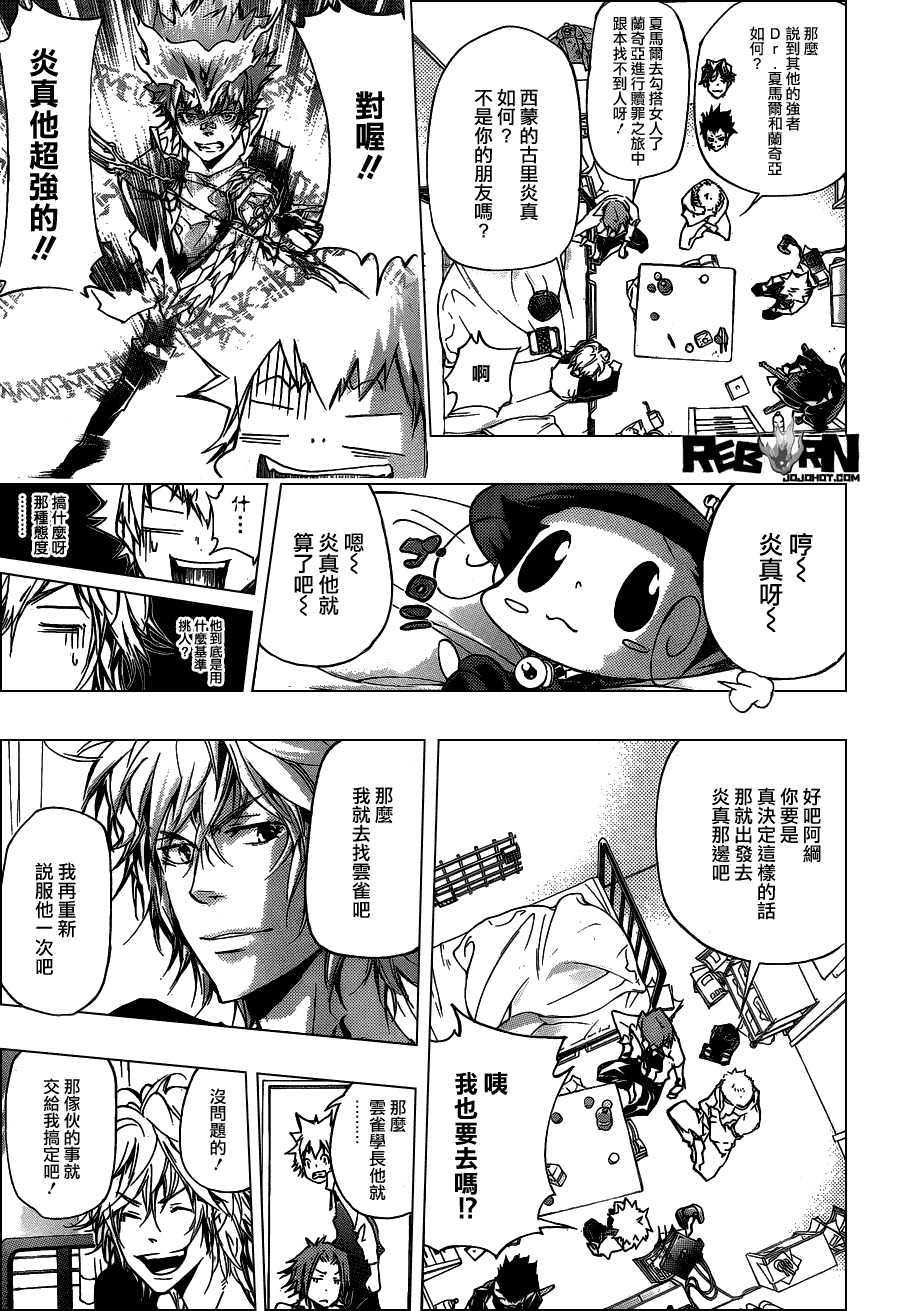 那麼
說到其他的強者
Dr.夏馬爾和蘭奇亞
如何？
夏馬爾去勾搭女人了
蘭奇亞進行贖罪之旅中
跟本找不到人呀！
西蒙的古里炎真
如何？
不是你的朋友嗎？
啊
對喔!!
炎真他超強的!!
REBORN
JOJOHOT.COM
哼～
炎真呀～
嗯～
炎真他就
算了吧～
什…
搞什麼呀
那種態度
………
他到底是用
什麼基準
挑人？
好吧阿綱
你要是
真決定這樣的話
那就出發去
炎真那邊吧
咦
我也要去嗎!?
那麼
我就去找雲雀吧
我再重新
說服他一次吧
那麼
雲雀學長他就
………
沒問題的！
那傢伙的事就
交給我搞定吧！